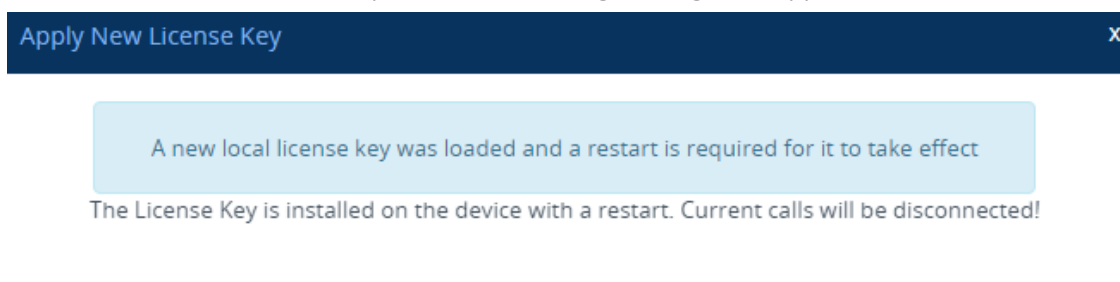 Apply New License Key X
A new local license key was loaded and a restart is required for it to take effect
The License Key is installed on the device with a restart. Current calls will be disconnected!